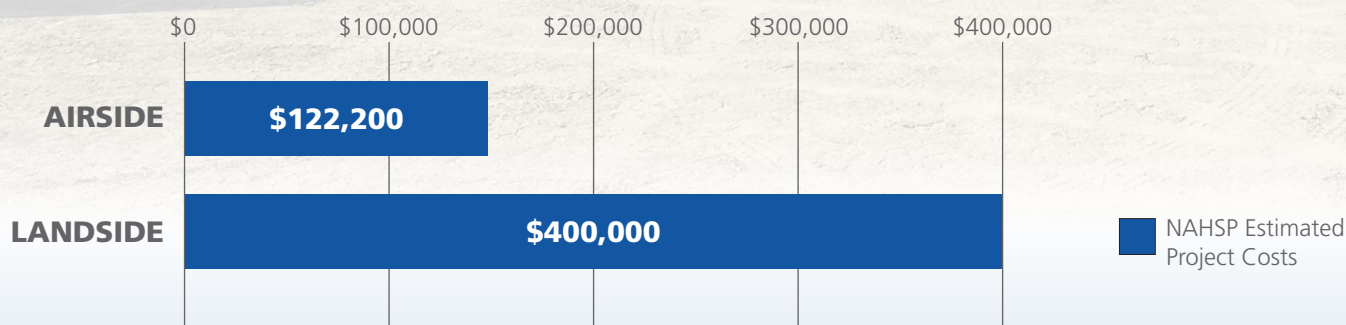 $0 $100,000 $200,000 $300,000 $400,000
AIRSIDE $122,200
LANDSIDE $400,000
NAHSP Estimated
Project Costs